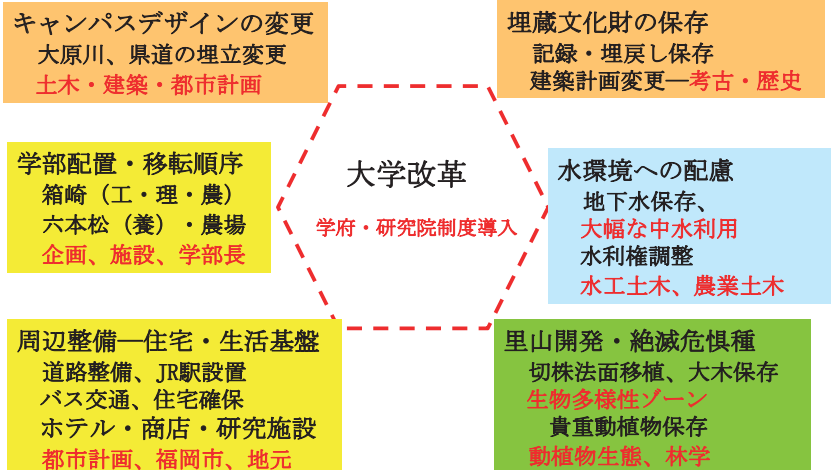 キャンパスデザインの変更
大原川、県道の埋立変更
土木・建築・都市計画
埋蔵文化財の保存
記録・埋戻し保存
建築計画変更―考古・歴史
学部配置・移転順序
箱崎（工・理・農）
六本松（養）・農場
企画、施設、学部長
大学改革
学府・研究院制度導入
水環境への配慮
地下水保存、
大幅な中水利用
水利権調整
水工土木、農業土木
周辺整備―住宅・生活基盤
道路整備、JR駅設置
バス交通、住宅確保
ホテル・商店・研究施設
都市計画、福岡市、地元
里山開発・絶滅危惧種
切株法面移植、大木保存
生物多様性ゾーン
貴重動植物保存
動植物生態、林学